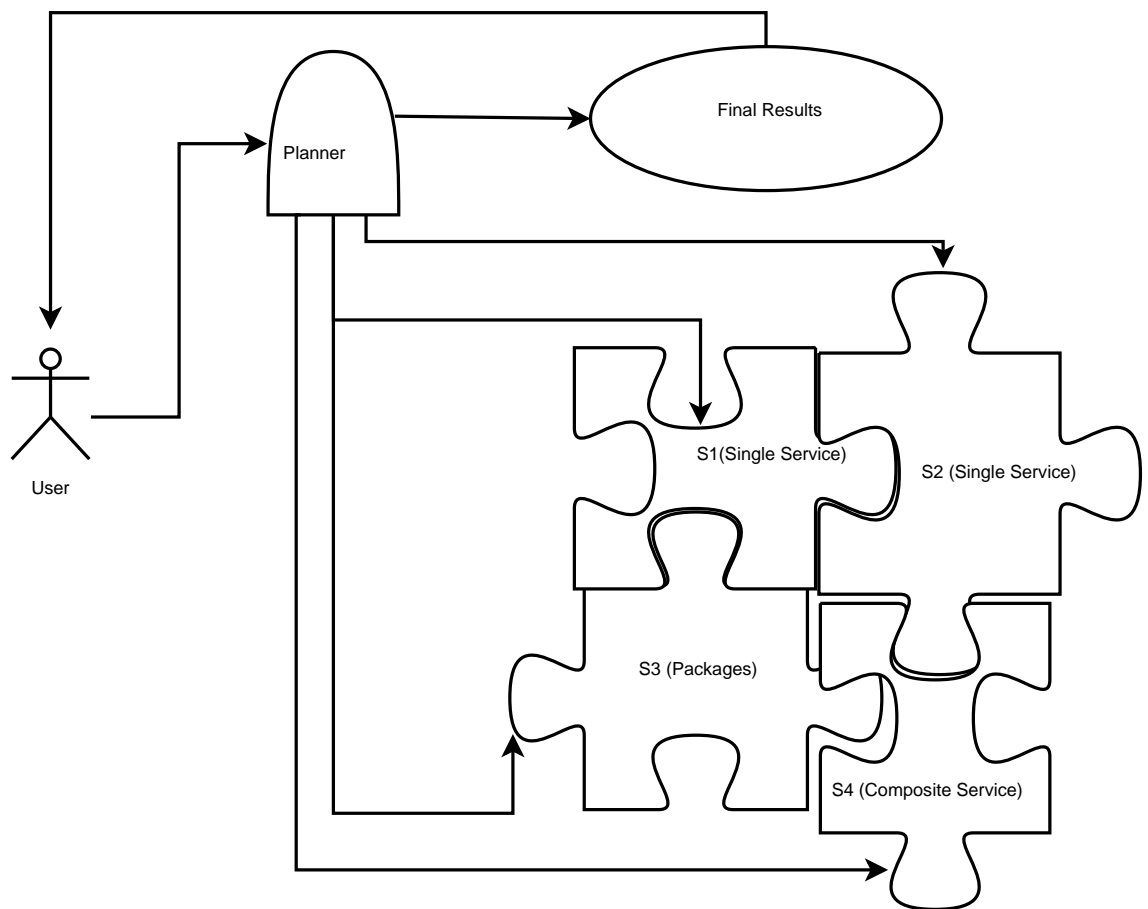 Final Results
Planner
User
S1(Single Service)
S2 (Single Service)
S3 (Packages)
S4 (Composite Service)